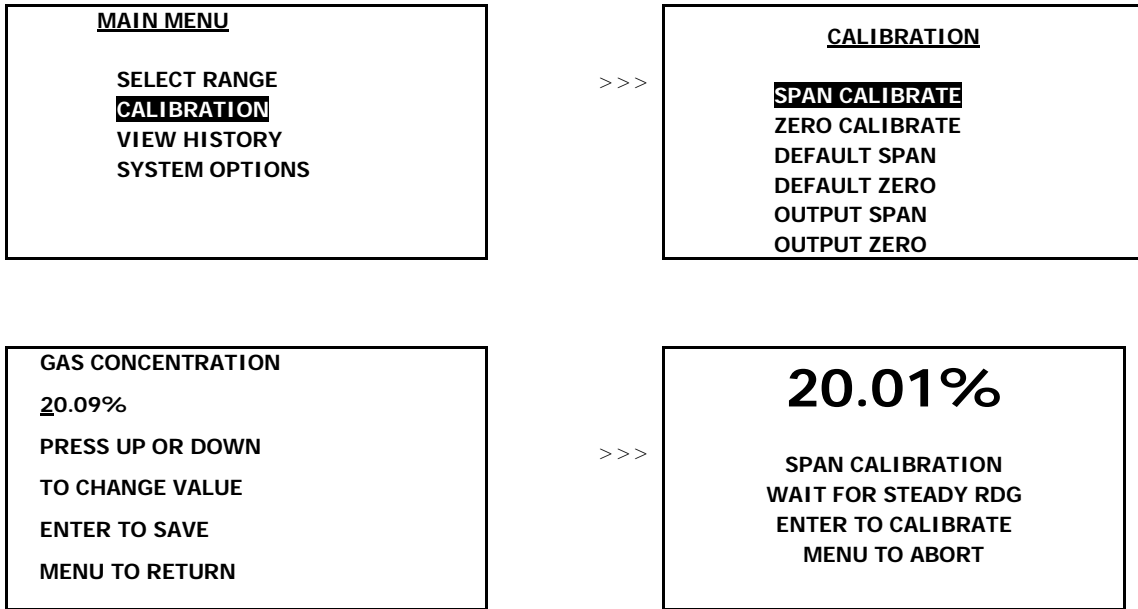 MAIN MENU
SELECT RANGE
CALIBRATION
VIEW HISTORY
SYSTEM OPTIONS
>>>
CALIBRATION
SPAN CALIBRATE
ZERO CALIBRATE
DEFAULT SPAN
DEFAULT ZERO
OUTPUT SPAN
OUTPUT ZERO
GAS CONCENTRATION
20.09%
PRESS UP OR DOWN
TO CHANGE VALUE
ENTER TO SAVE
MENU TO RETURN
>>>
20.01%
SPAN CALIBRATION
WAIT FOR STEADY RDG
ENTER TO CALIBRATE
MENU TO ABORT